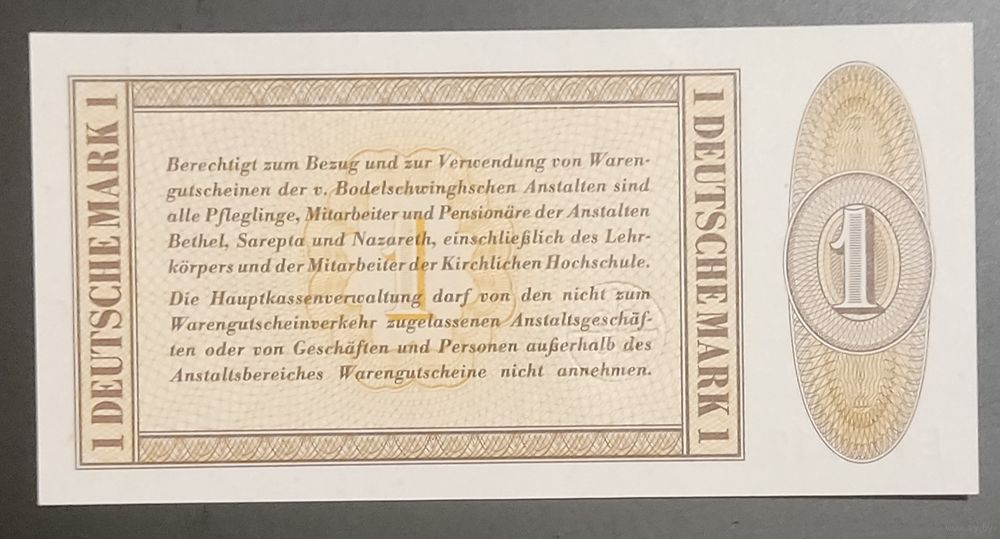 1 DEUTSCHE MARK 1
Berechtigt zum Bezug und zur Verwendung von Waren-
gutscheinen der v. Bodelschwinghschen Anstalten sind
alle Pfleglinge, Mitarbeiter und Pensionäre der Anstalten
Bethel, Sarepta und Nazareth, einschließlich des Lehr-
körpers und der Mitarbeiter der Kirchlichen Hochschule.
Die Hauptkassenverwaltung darf von den nicht zum
Warengutscheinverkehr zugelassenen Anstaltsgeschäf-
ten oder von Geschäften und Personen außerhalb des
Anstaltsbereiches Warengutscheine nicht annehmen.
1
1 DEUTSCHE MARK 1
1